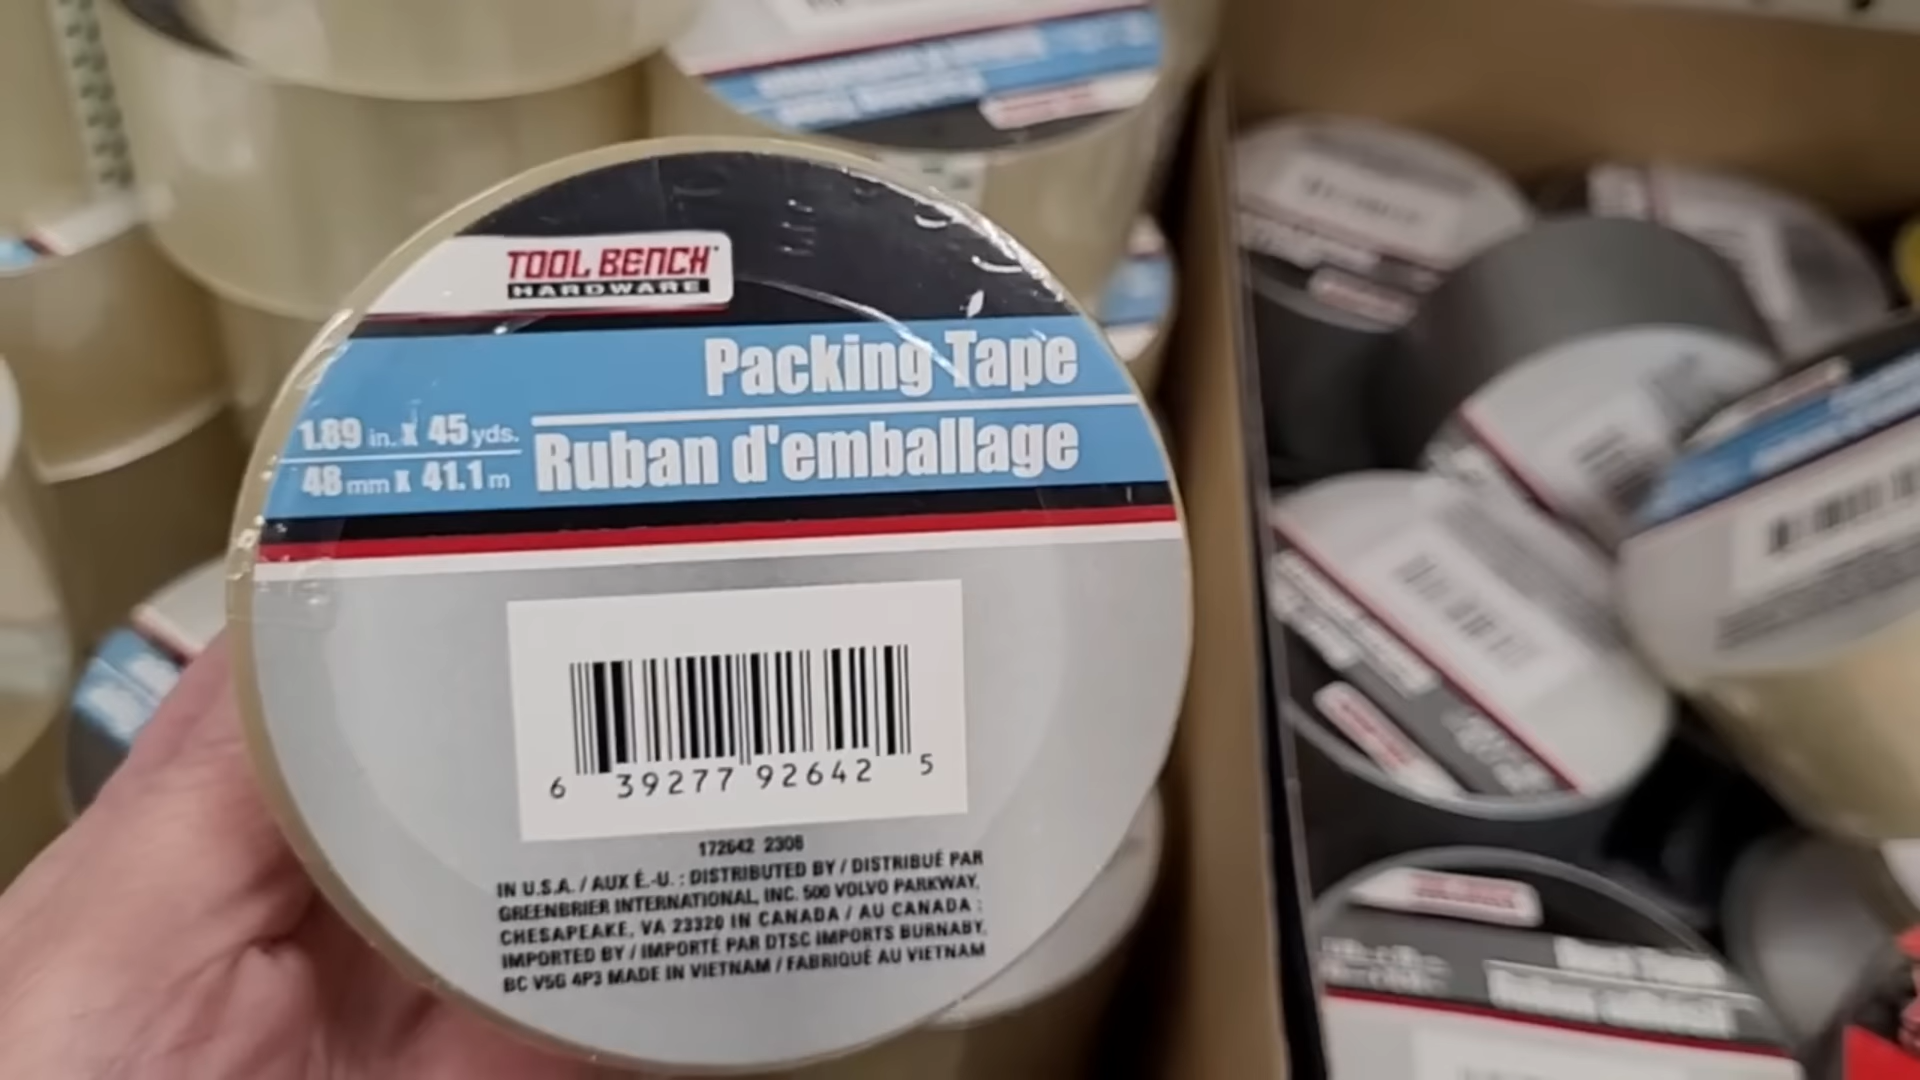 TOOL BENCH
HARDWARE
Packing Tape
1.89 in. X 45 yds.
Ruban d'emballage
48 mm X 41.1 m
6 39277 92642 5
172642 2308
IN U.S.A. / AUX É.-U. : DISTRIBUTED BY / DISTRIBUÉ PAR
GREENBRIER INTERNATIONAL, INC. 500 VOLVO PARKWAY,
CHESAPEAKE, VA 23320 IN CANADA / AU CANADA :
IMPORTED BY / IMPORTÉ PAR DTSC IMPORTS BURNABY,
BC V5G 4P3 MADE IN VIETNAM / FABRIQUÉ AU VIETNAM